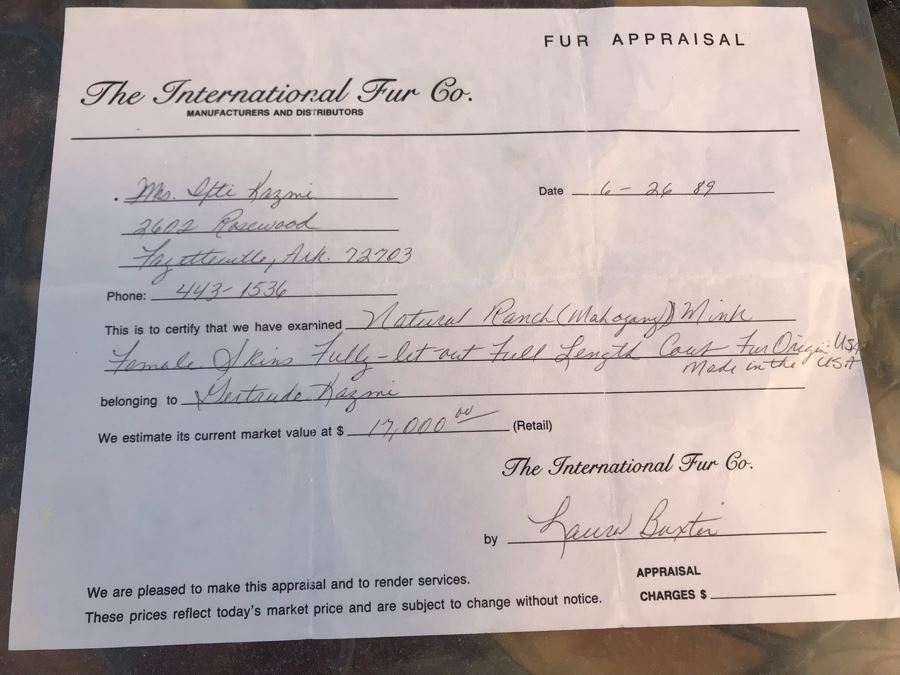 FUR APPRAISAL
The International Fur Co.
MANUFACTURERS AND DISTRIBUTORS
Mrs. Ifti Kazmi
Date 6-26 89
2602 Rosewood
Fayetteville, Ark. 72703
Phone: 443-1536
This is to certify that we have examined Natural Ranch (Mahogany) Mink
Female Skins Fully-let-out Full Length Coat Fur Origin: USA
Made in the USA
belonging to Gertrude Kazmi
We estimate its current market value at $ 17,000 00 (Retail)
The International Fur Co.
by Laura Baxter
We are pleased to make this appraisal and to render services.
These prices reflect today's market price and are subject to change without notice.
APPRAISAL
CHARGES $